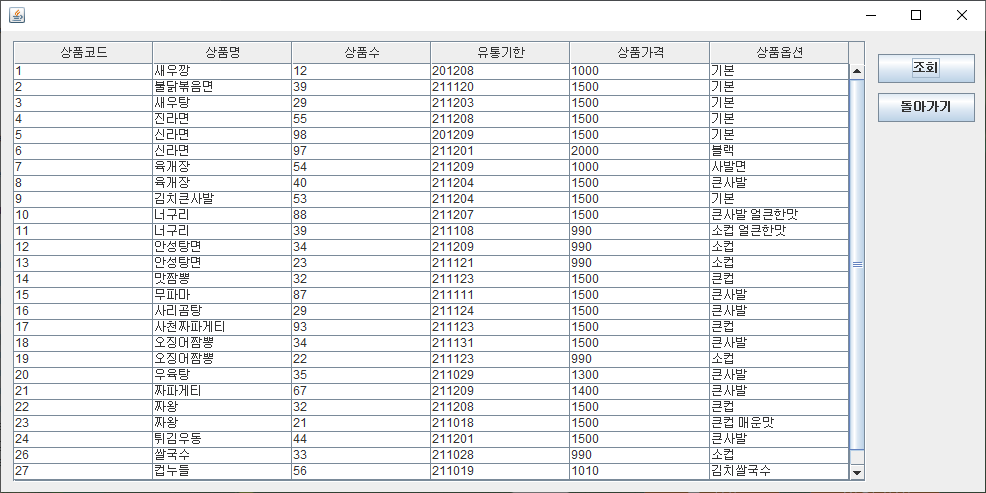 상품코드 상품명 상품수 유통기한 상품가격 상품옵션
1 새우깡 12 201208 1000 기본
2 불닭볶음면 39 211120 1500 기본
3 새우탕 29 211203 1500 기본
4 진라면 55 211208 1500 기본
5 신라면 98 201209 1500 기본
6 신라면 97 211201 2000 블랙
7 육개장 54 211209 1000 사발면
8 육개장 40 211204 1500 큰사발
9 김치큰사발 53 211204 1500 기본
10 너구리 88 211207 1500 큰사발 얼큰한맛
11 너구리 39 211108 990 소컵 얼큰한맛
12 안성탕면 34 211209 990 소컵
13 안성탕면 23 211121 990 소컵
14 맛짬뽕 32 211123 1500 큰컵
15 무파마 87 211111 1500 큰사발
16 사리곰탕 29 211124 1500 큰사발
17 사천짜파게티 93 211123 1500 큰컵
18 오징어짬뽕 34 211131 1500 큰사발
19 오징어짬뽕 22 211123 990 소컵
20 우육탕 35 211029 1300 큰사발
21 짜파게티 67 211209 1400 큰사발
22 짜왕 32 211208 1500 큰컵
23 짜왕 21 211018 1500 큰컵 매운맛
24 튀김우동 44 211201 1500 큰사발
26 쌀국수 33 211028 990 소컵
27 컵누들 56 211019 1010 김치쌀국수
조회
돌아가기